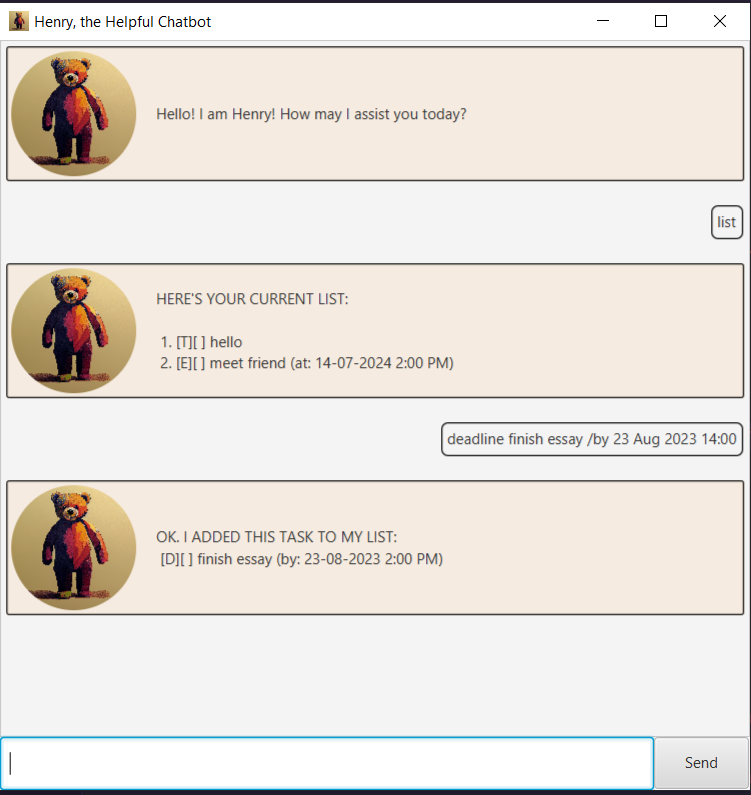 Henry, the Helpful Chatbot
Hello! I am Henry! How may I assist you today?
list
HERE'S YOUR CURRENT LIST:
1. [T][ ] hello
2. [E][ ] meet friend (at: 14-07-2024 2:00 PM)
deadline finish essay /by 23 Aug 2023 14:00
OK. I ADDED THIS TASK TO MY LIST:
[D][ ] finish essay (by: 23-08-2023 2:00 PM)
Send